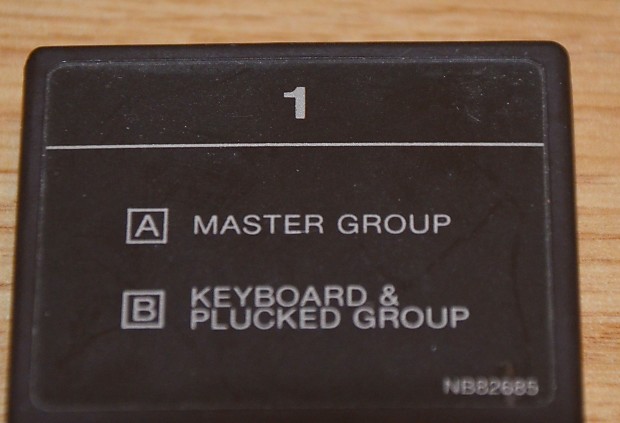 1
A MASTER GROUP
B KEYBOARD &
PLUCKED GROUP
NB82685